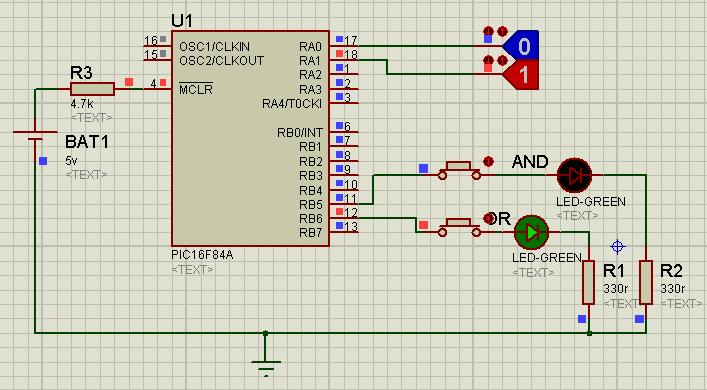 U1
16 OSC1/CLKIN RA0 17
15 OSC2/CLKOUT RA1 18
RA2 1
4 MCLR RA3 2
RA4/T0CKI 3
RB0/INT 6
RB1 7
RB2 8
RB3 9
RB4 10
RB5 11
RB6 12
RB7 13
PIC16F84A
<TEXT>
0
1
R3
4.7k
<TEXT>
BAT1
5v
<TEXT>
AND
LED-GREEN
<TEXT>
OR
LED-GREEN
<TEXT>
R1
330r
<TEXT
R2
330r
<TEXT>